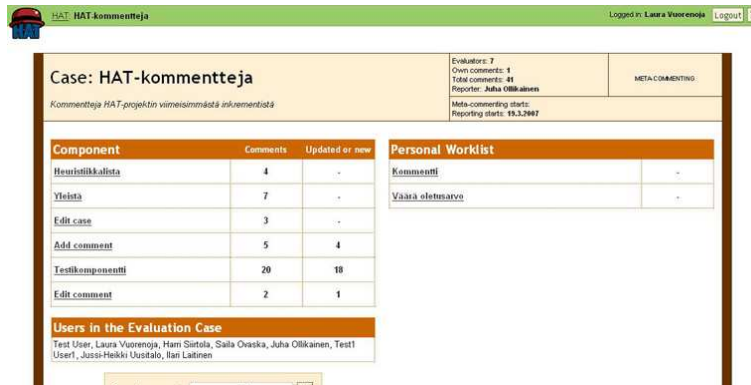 HAT HAT-kommentteja
Logged in: Laura Vuorenoja Logout
HAT
Case: HAT-kommentteja
Kommentteja HAT-projektin viimeisimmästä inkrementistä
Evaluators: 7
Own comments: 1
Total comments: 41
Reporter: Juha Ollikainen
META-COMMENTING
Meta-commenting starts:
Reporting starts: 19.3.2007
Component Comments Updated or new
Heuristiikkalista 4 -
Yleistä 7 -
Edit case 3 -
Add comment 5 4
Testikomponentti 20 18
Edit comment 2 1
Personal Worklist
Kommentti -
Väärä oletusarvo -
Users in the Evaluation Case
Test User, Laura Vuorenoja, Harri Siirtola, Saila Ovaska, Juha Ollikainen, Test1
User1, Jussi-Heikki Uusitalo, Ilari Laitinen